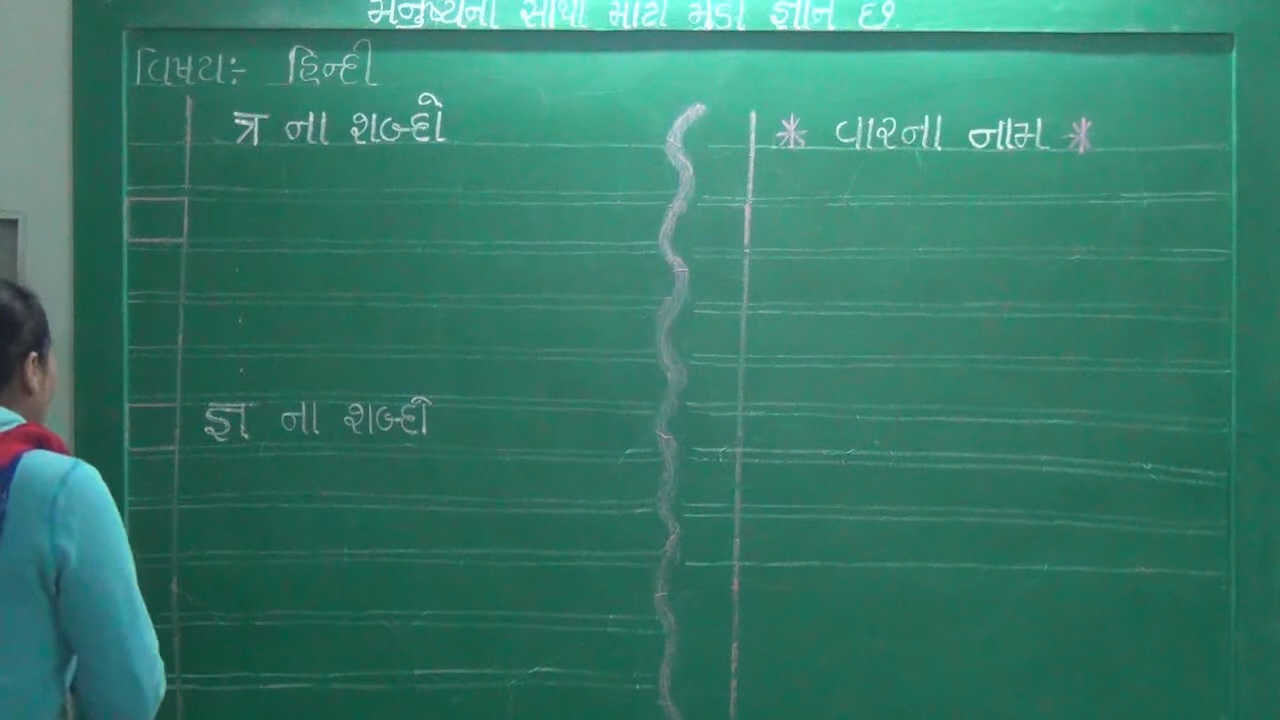 મનુષ્યની સાચી માટી મુડી જ્ઞાન છે.
વિષય:- હિન્દી
ત્ર ના શબ્દો
* વારના નામ *
જ્ઞ ના શબ્દો